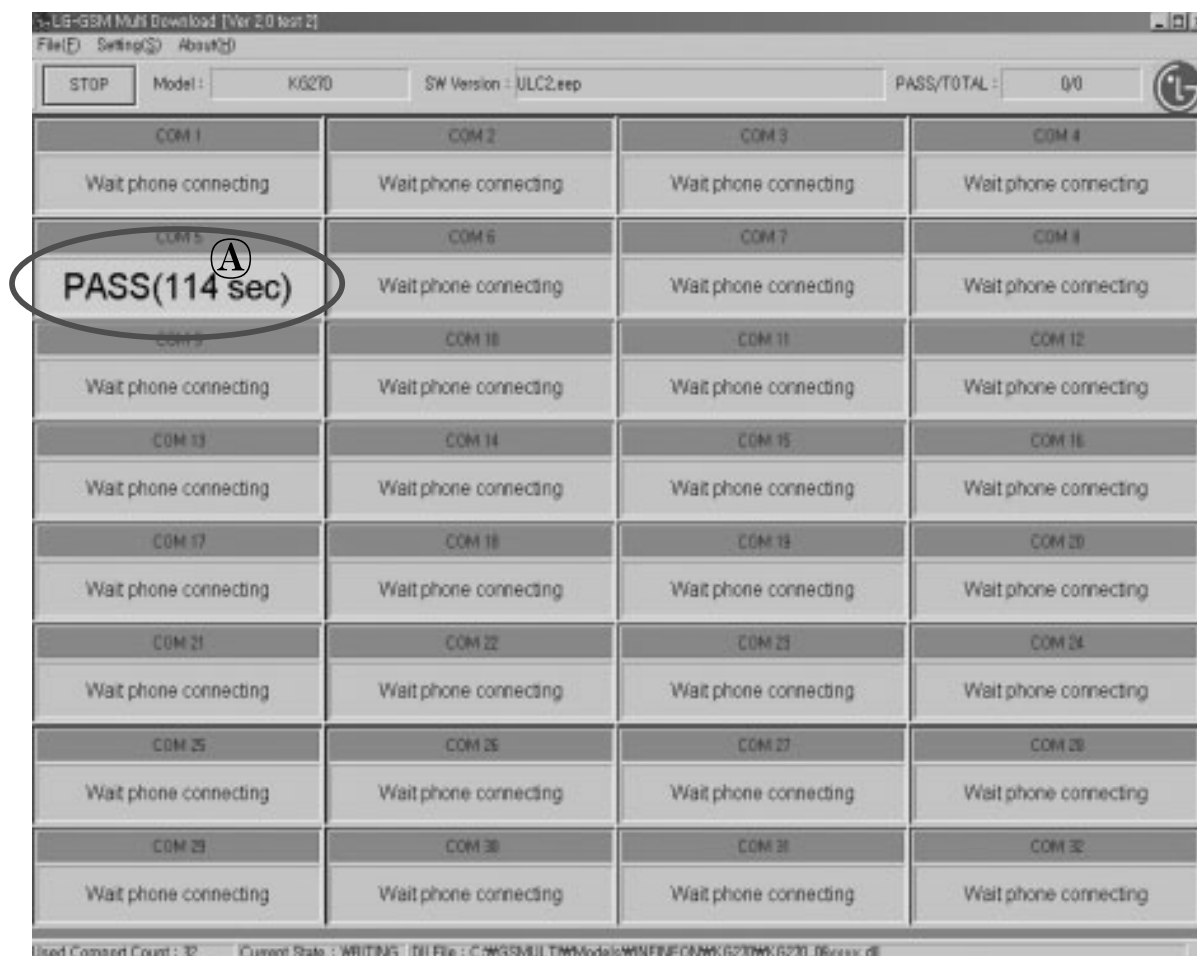 LG-GSM Multi Download [Ver 2,0 test 2]
File(F) Setting(S) About(H)
STOP Model : KG270 SW Version : ULC2.eep PASS/TOTAL : 0/0
COM 1 COM 2 COM 3 COM 4
Wait phone connecting Wait phone connecting Wait phone connecting Wait phone connecting
COM 5 COM 6 COM 7 COM 8
Ⓐ
PASS(114 sec) Wait phone connecting Wait phone connecting Wait phone connecting
COM 9 COM 10 COM 11 COM 12
Wait phone connecting Wait phone connecting Wait phone connecting Wait phone connecting
COM 13 COM 14 COM 15 COM 16
Wait phone connecting Wait phone connecting Wait phone connecting Wait phone connecting
COM 17 COM 18 COM 19 COM 20
Wait phone connecting Wait phone connecting Wait phone connecting Wait phone connecting
COM 21 COM 22 COM 23 COM 24
Wait phone connecting Wait phone connecting Wait phone connecting Wait phone connecting
COM 25 COM 26 COM 27 COM 28
Wait phone connecting Wait phone connecting Wait phone connecting Wait phone connecting
COM 29 COM 30 COM 31 COM 32
Wait phone connecting Wait phone connecting Wait phone connecting Wait phone connecting
Used Comport Count : 32 Current State : WRITING Dll File :